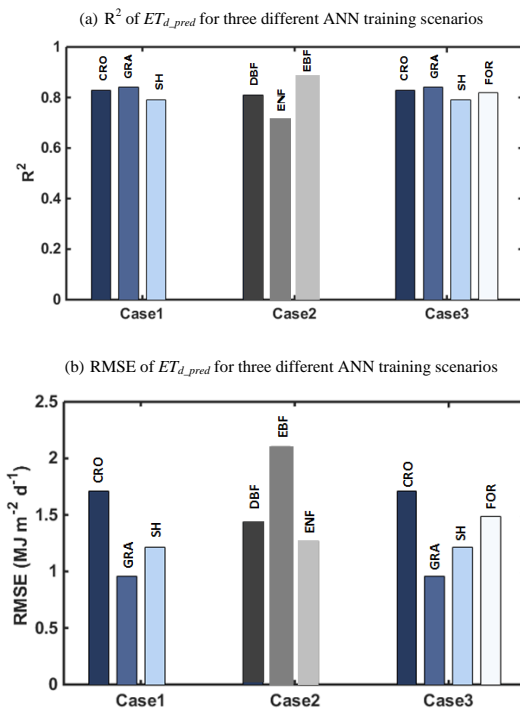 (a) R² of ET_d_pred for three different ANN training scenarios
1
0.8
0.6
0.4
0.2
0
R²
CRO
GRA
SH
DBF
ENF
EBF
CRO
GRA
SH
FOR
Case1
Case2
Case3
(b) RMSE of ET_d_pred for three different ANN training scenarios
2.5
2
1.5
1
0.5
0
RMSE (MJ m⁻² d⁻¹)
CRO
GRA
SH
DBF
EBF
ENF
CRO
GRA
SH
FOR
Case1
Case2
Case3